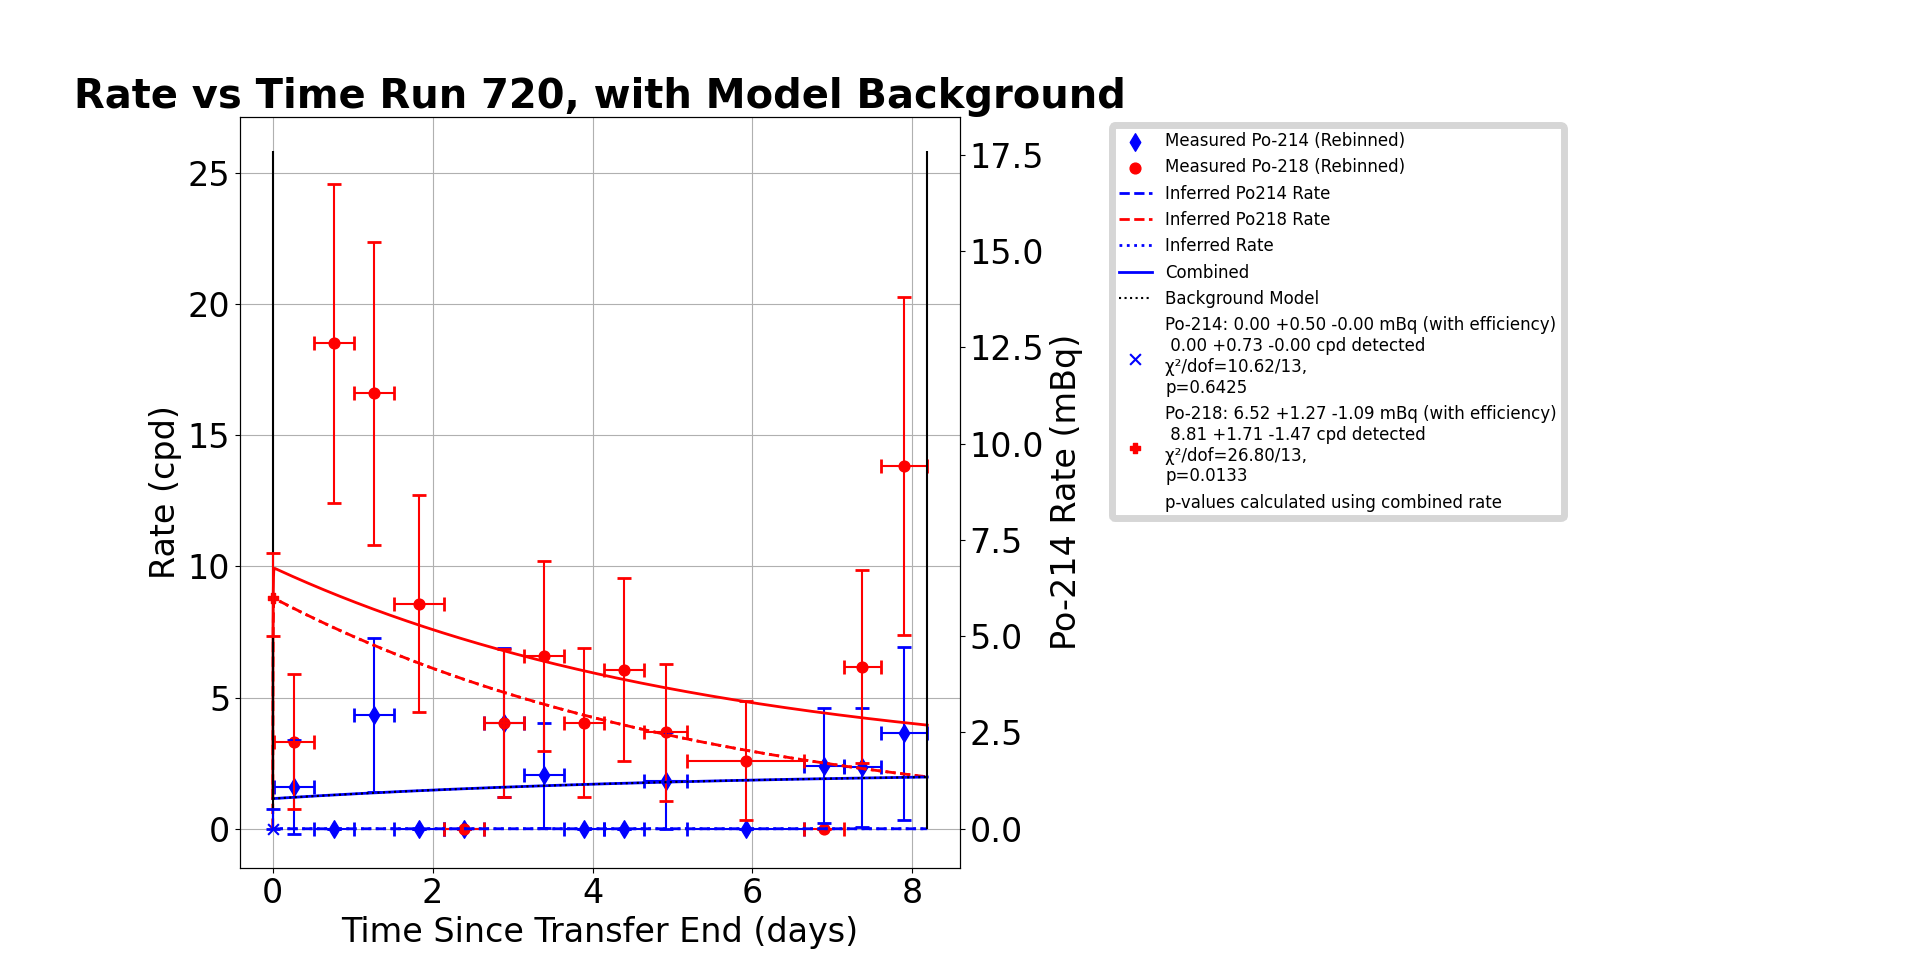 Rate vs Time Run 720, with Model Background
Rate (cpd)
25
20
15
10
5
0
0 2 4 6 8
Time Since Transfer End (days)
17.5
15.0
12.5
10.0
7.5
5.0
2.5
0.0
Po-214 Rate (mBq)
Measured Po-214 (Rebinned)
Measured Po-218 (Rebinned)
Inferred Po214 Rate
Inferred Po218 Rate
Inferred Rate
Combined
Background Model
Po-214: 0.00 +0.50 -0.00 mBq (with efficiency)
0.00 +0.73 -0.00 cpd detected
χ²/dof=10.62/13,
p=0.6425
Po-218: 6.52 +1.27 -1.09 mBq (with efficiency)
8.81 +1.71 -1.47 cpd detected
χ²/dof=26.80/13,
p=0.0133
p-values calculated using combined rate